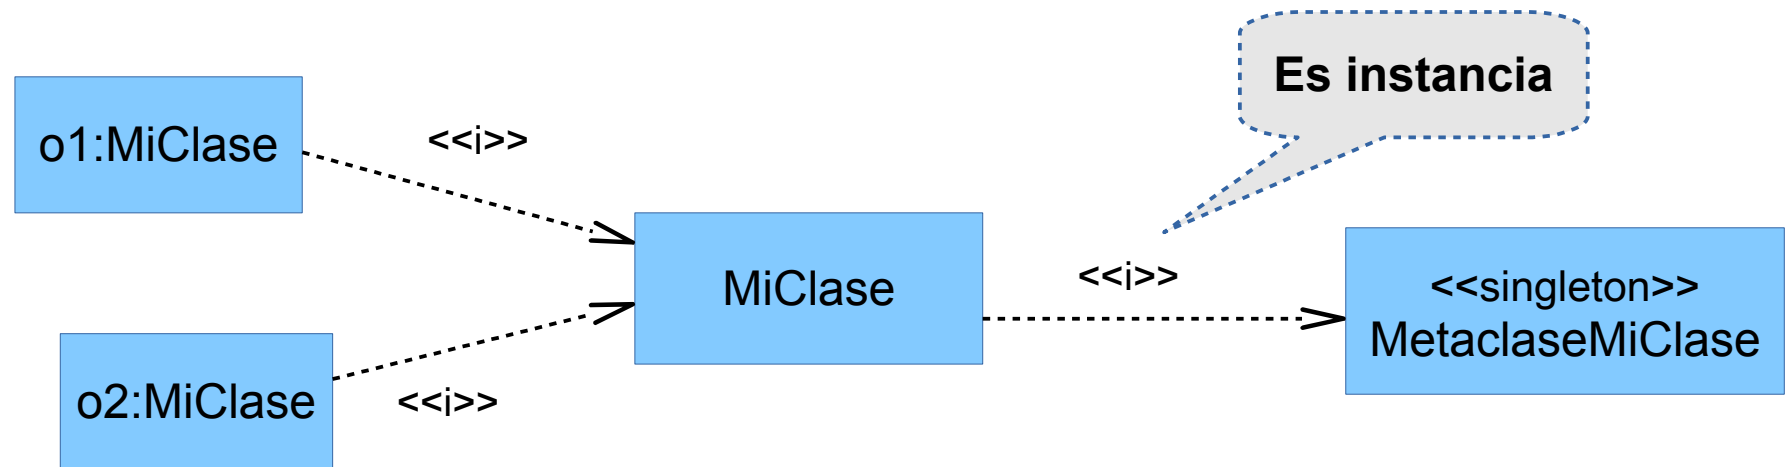 Es instancia
o1:MiClase
<<i>>
MiClase
<<i>>
<<singleton>>
MetaclaseMiClase
o2:MiClase
<<i>>